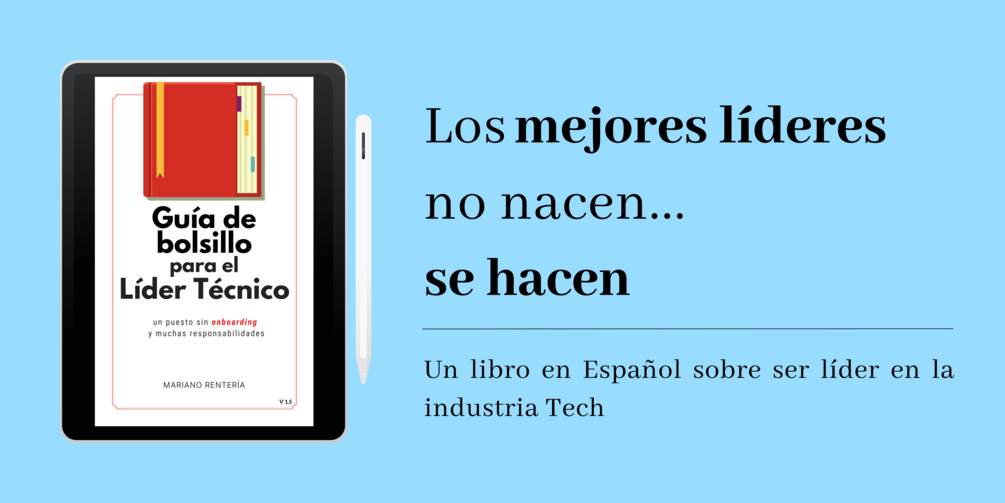 Guía de
bolsillo
para el
Líder Técnico
un puesto sin onboarding
y muchas responsabilidades
MARIANO RENTERÍA
V 1.5
Los mejores líderes
no nacen...
se hacen
Un libro en Español sobre ser líder en la
industria Tech